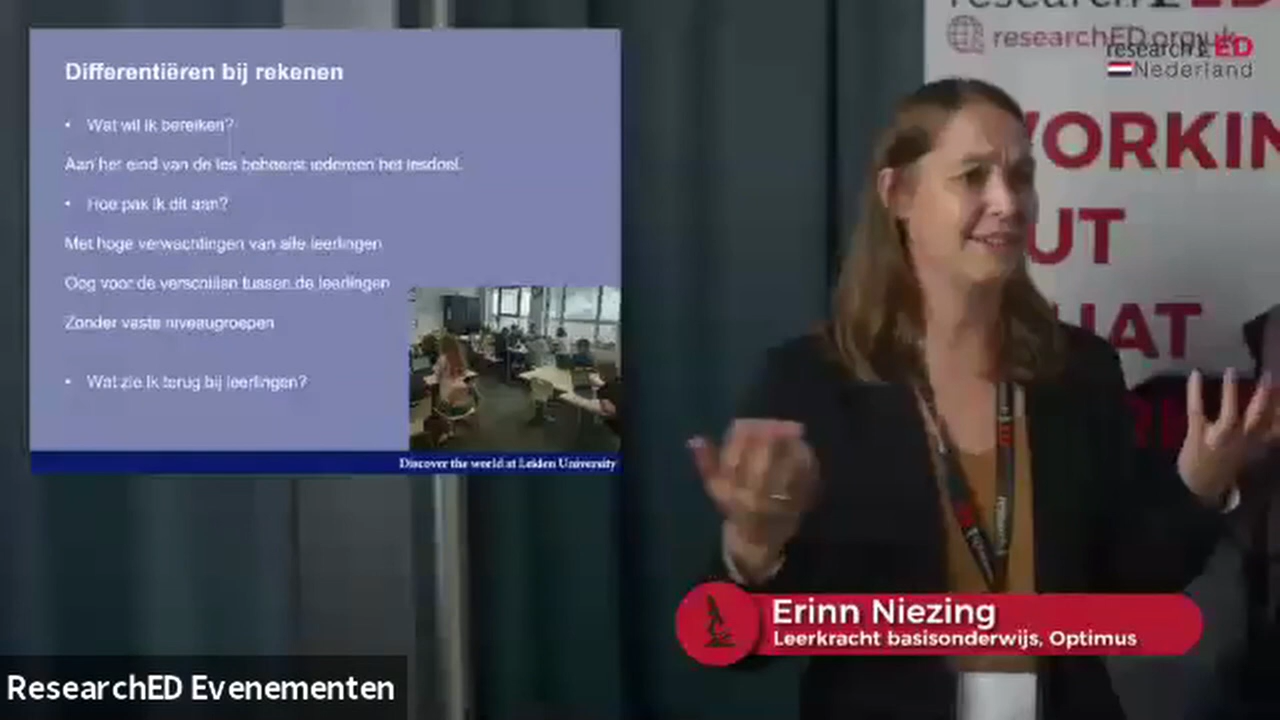 Differentiëren bij rekenen
• Wat wil ik bereiken?
Aan het eind van de les beheerst iedereen het lesdoel.
• Hoe pak ik dit aan?
Met hoge verwachtingen van alle leerlingen
Oog voor de verschillen tussen de leerlingen
Zonder vaste niveaugroepen
• Wat zie ik terug bij leerlingen?
Discover the world at Leiden University
researchED.org.uk
researchED
Nederland
WORKIN
UT
HAT
Erinn Niezing
Leerkracht basisonderwijs, Optimus
ResearchED Evenementen